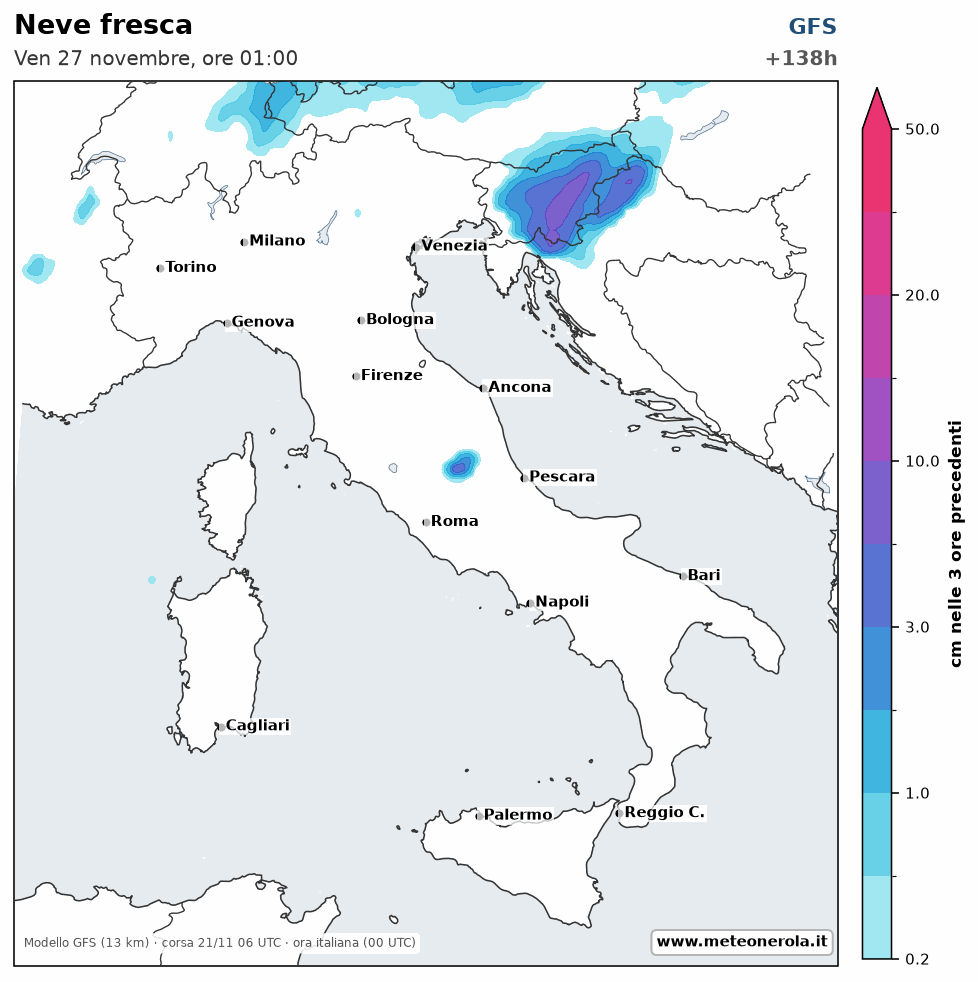 Neve fresca
GFS
Ven 27 novembre, ore 01:00
+138h
50.0
20.0
10.0
3.0
1.0
0.2
cm nelle 3 ore precedenti
Milano
Venezia
Torino
Genova
Bologna
Firenze
Ancona
Pescara
Roma
Bari
Napoli
Cagliari
Palermo
Reggio C.
Modello GFS (13 km) · corsa 21/11 06 UTC · ora italiana (00 UTC)
www.meteonerola.it